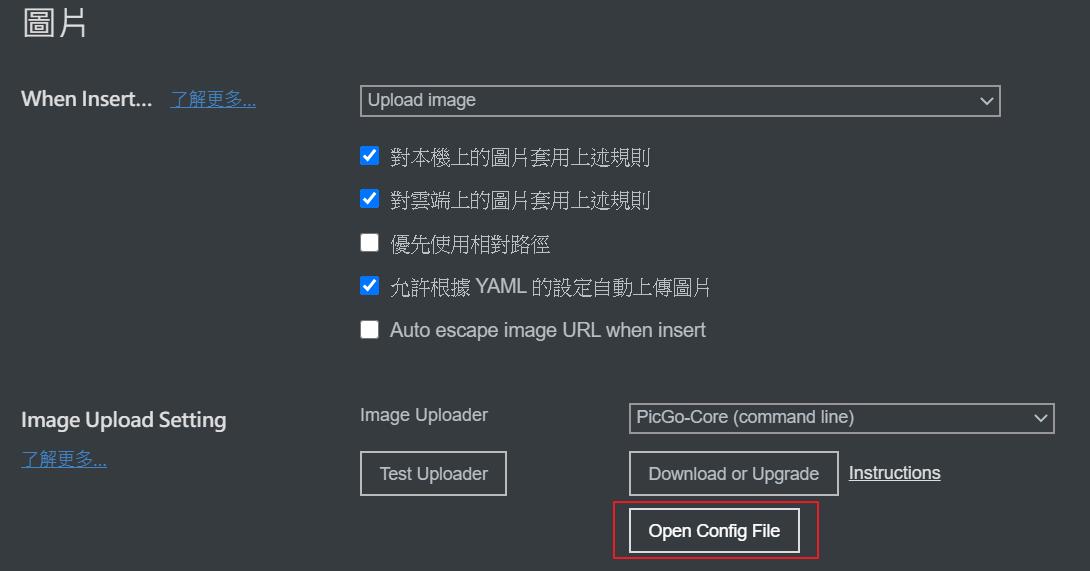 圖片
When Insert... 了解更多... Upload image
對本機上的圖片套用上述規則
對雲端上的圖片套用上述規則
優先使用相對路徑
允許根據 YAML 的設定自動上傳圖片
Auto escape image URL when insert
Image Upload Setting Image Uploader PicGo-Core (command line)
了解更多... Test Uploader Download or Upgrade Instructions
Open Config File